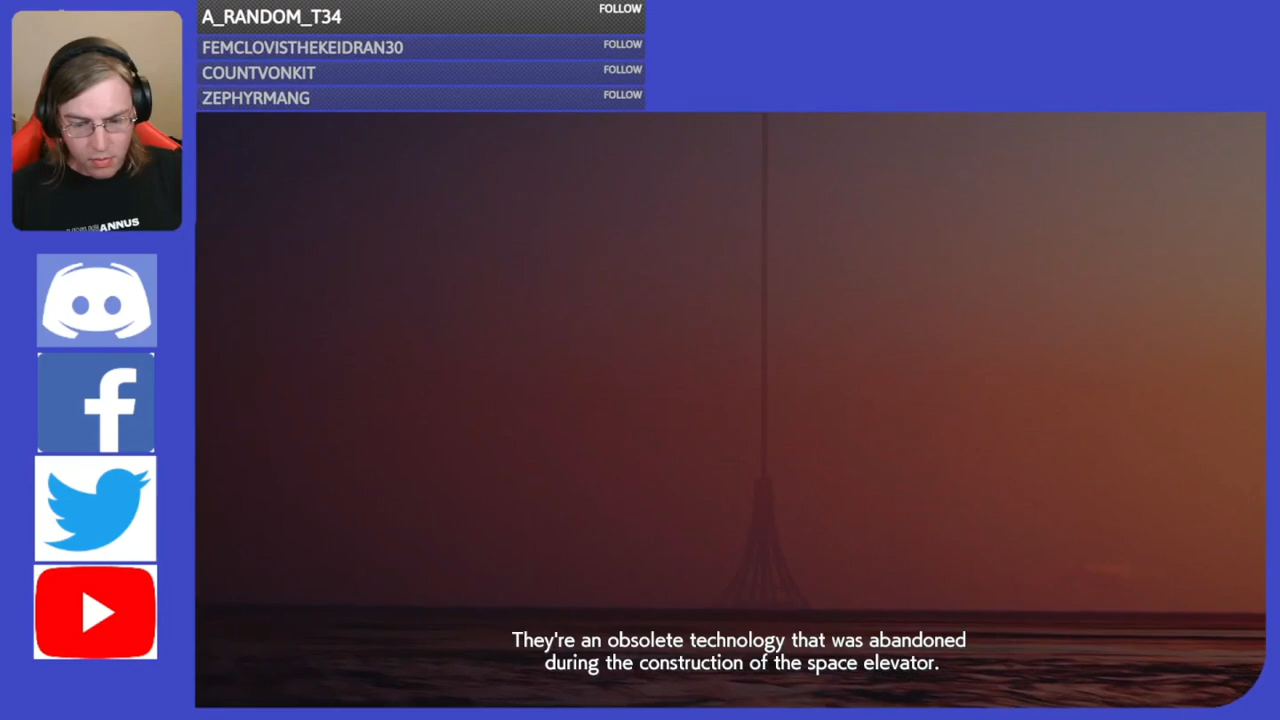 A_RANDOM_T34
FOLLOW
FEMCLOVISTHEKEIDRAN30
FOLLOW
COUNTVONKIT
FOLLOW
ZEPHYRMANG
FOLLOW
ANNUS
They're an obsolete technology that was abandoned
during the construction of the space elevator.